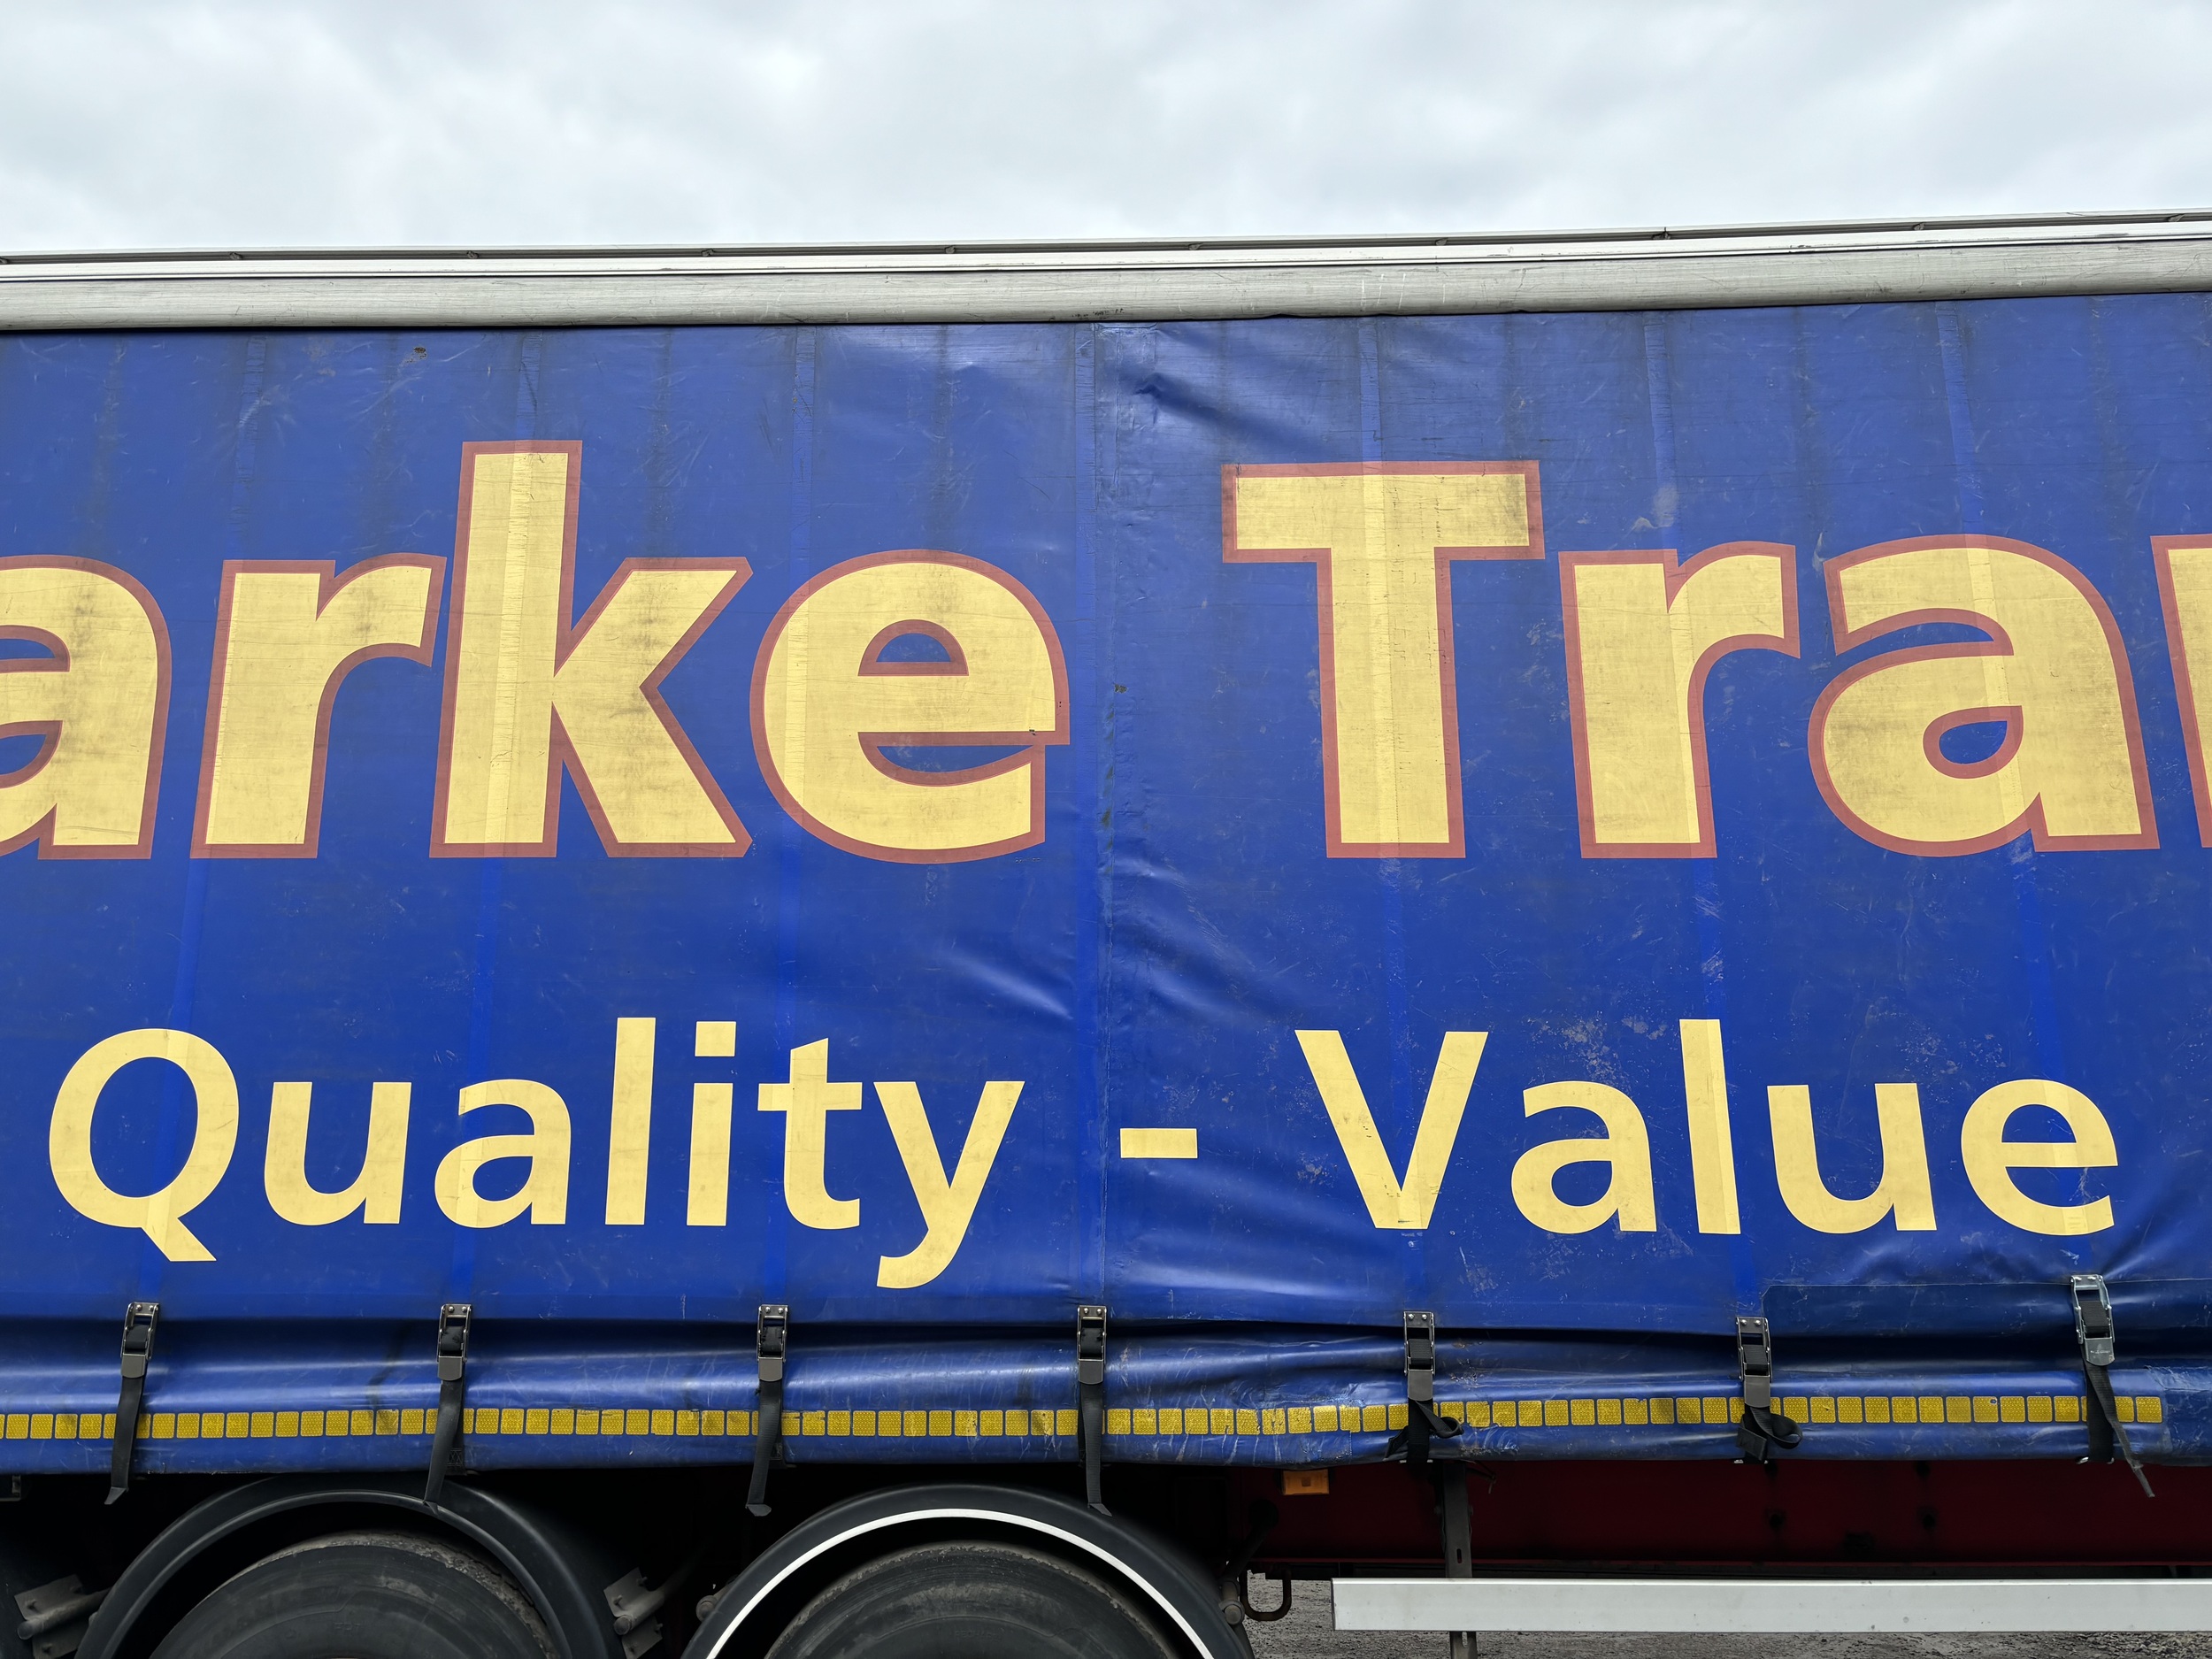 arke Tra
Quality - Value